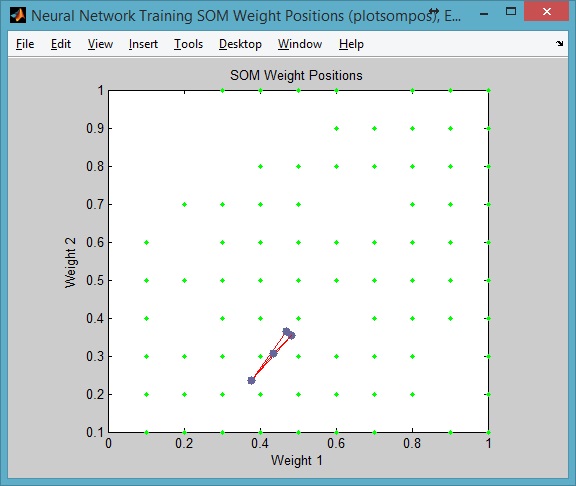 Neural Network Training SOM Weight Positions (plotsompos), E...
File Edit View Insert Tools Desktop Window Help
SOM Weight Positions
1
0.9
0.8
0.7
0.6
0.5
0.4
0.3
0.2
0.1
Weight 2
0 0.2 0.4 0.6 0.8 1
Weight 1